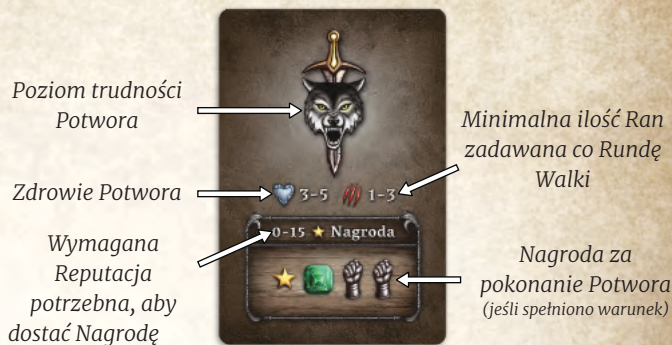 Poziom trudności
Potwora
Zdrowie Potwora
Wymagana
Reputacja
potrzebna, aby
dostać Nagrodę
3-5 1-3
0-15 Nagroda
Minimalna ilość Ran
zadawana co Rundę
Walki
Nagroda za
pokonanie Potwora
(jeśli spełniono warunek)